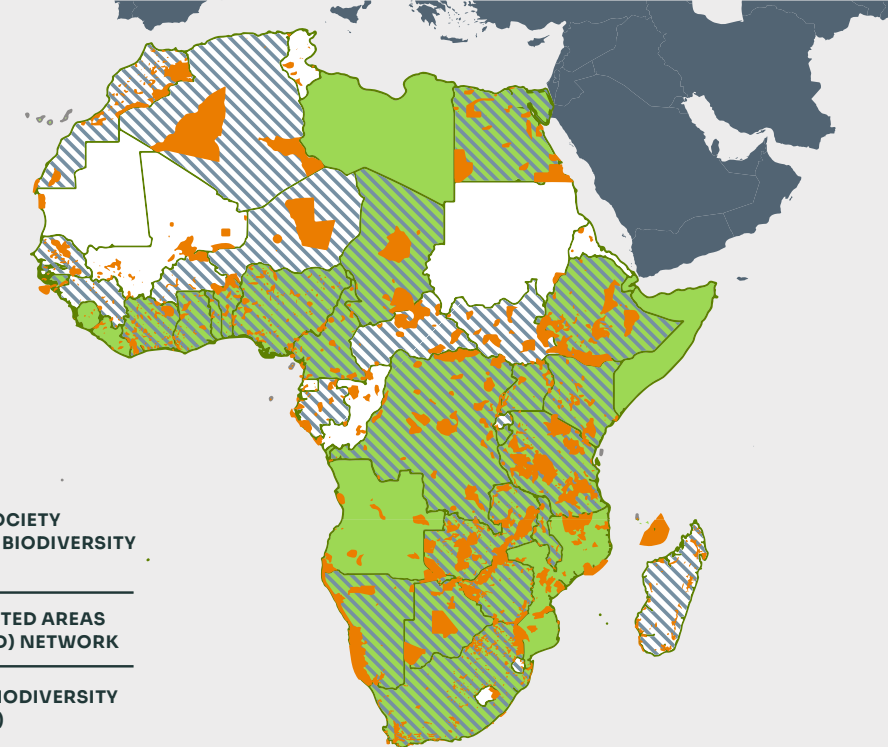 OCIETY
BIODIVERSITY
TED AREAS
) NETWORK
IODIVERSITY
)